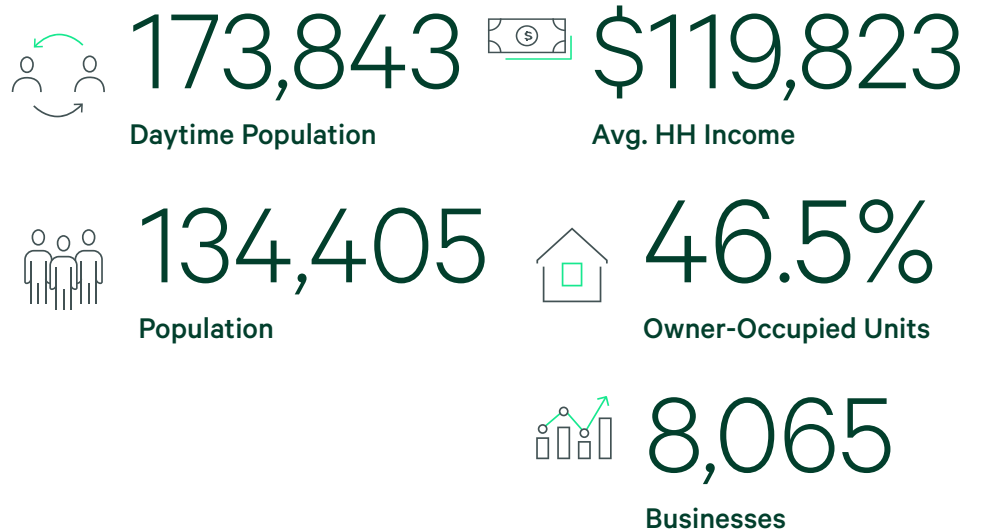 173,843
Daytime Population
$119,823
Avg. HH Income
134,405
Population
46.5%
Owner-Occupied Units
8,065
Businesses